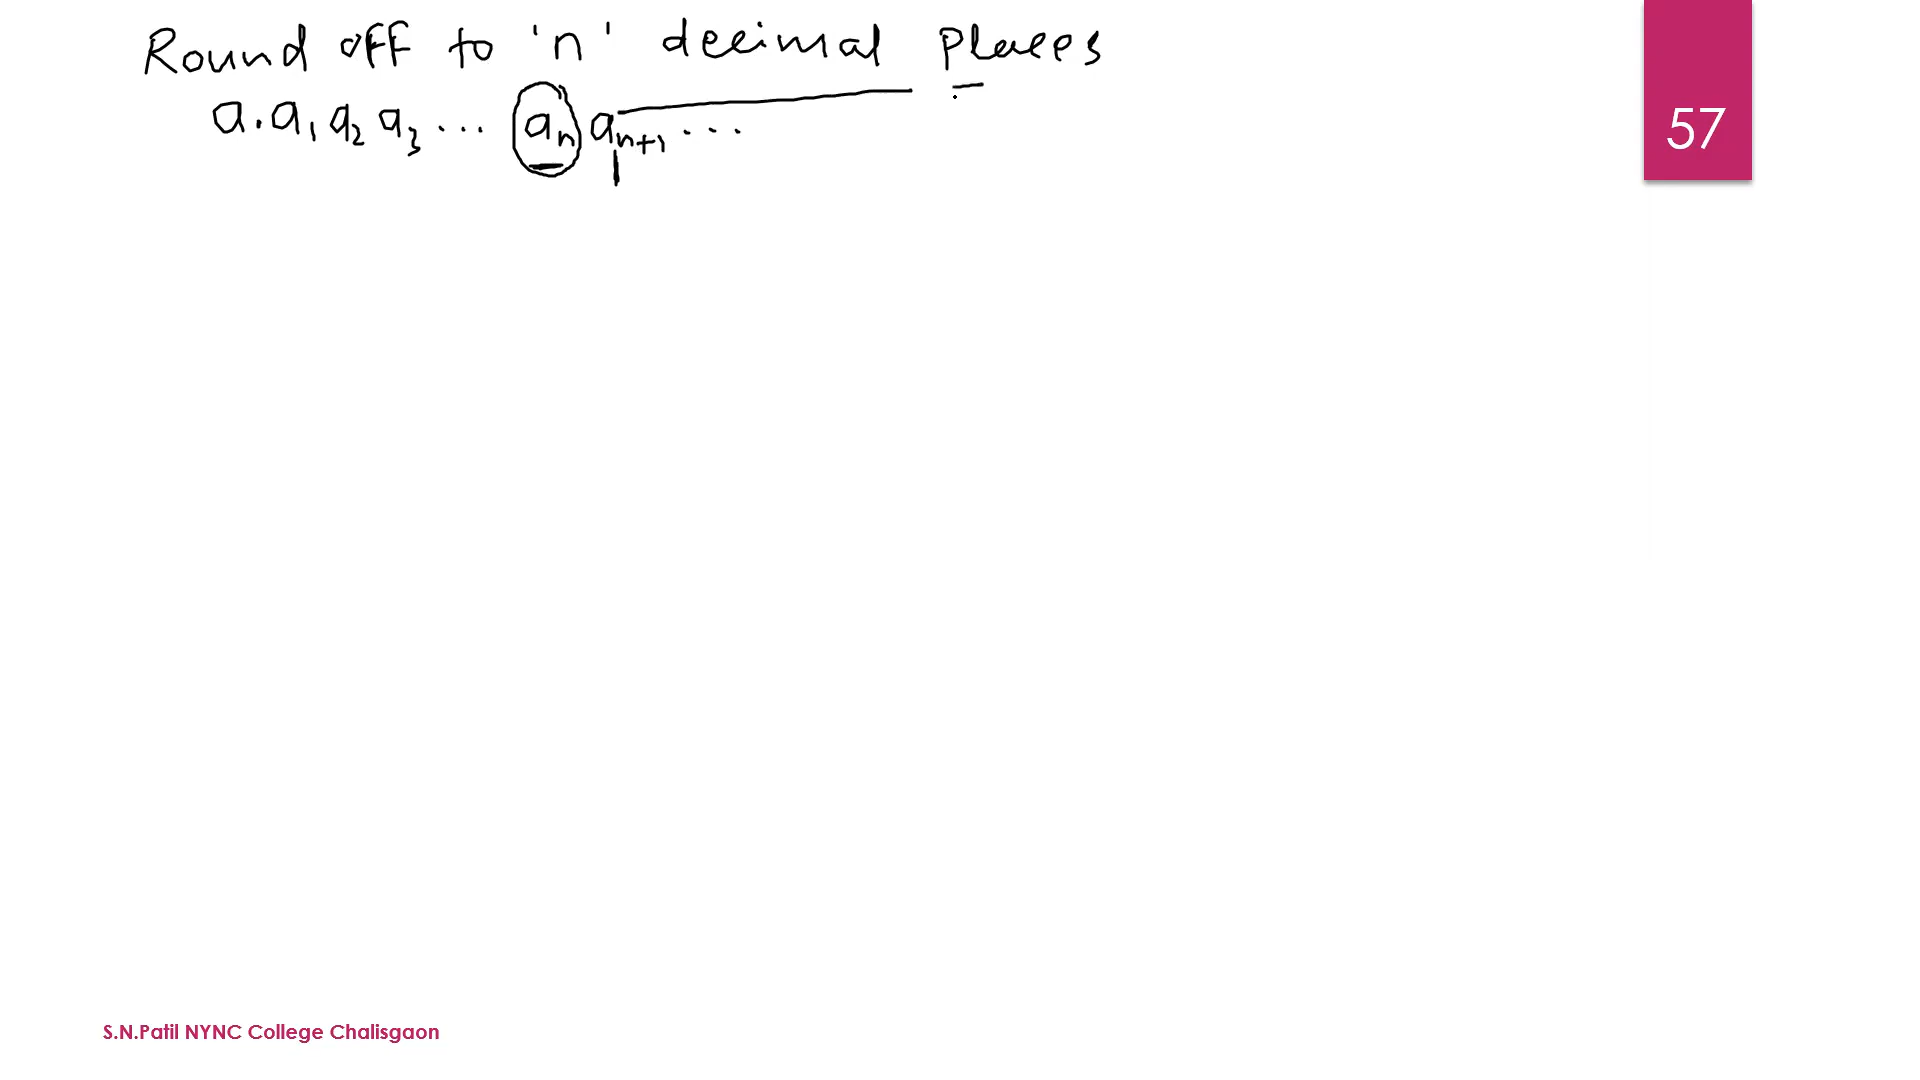 Round off to 'n' decimal places
a.a₁a₂a₃... aₙ aₙ₊₁...
57
S.N.Patil NYNC College Chalisgaon